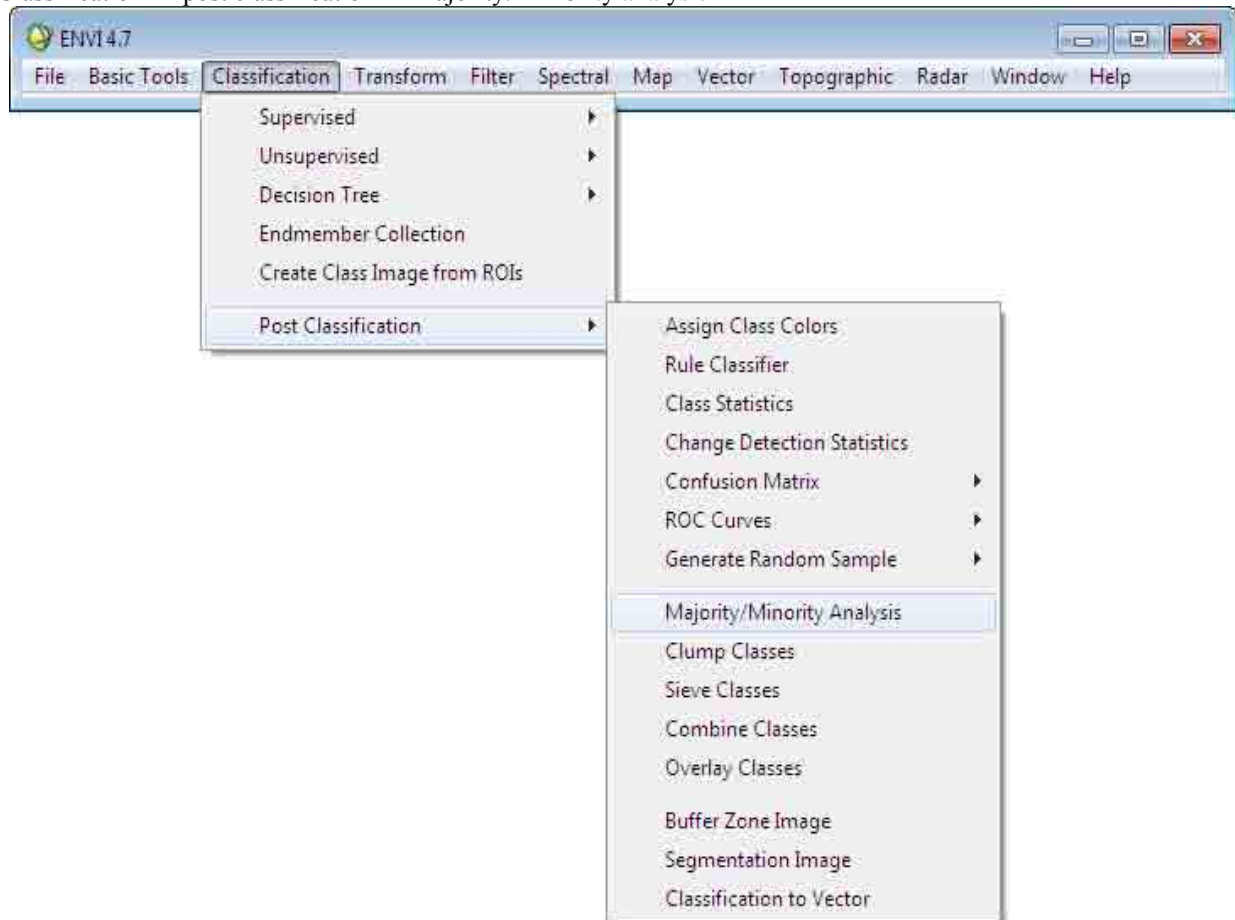 ENVI 4.7
File Basic Tools Classification Transform Filter Spectral Map Vector Topographic Radar Window Help
Supervised
Unsupervised
Decision Tree
Endmember Collection
Create Class Image from ROIs
Post Classification
Assign Class Colors
Rule Classifier
Class Statistics
Change Detection Statistics
Confusion Matrix
ROC Curves
Generate Random Sample
Majority/Minority Analysis
Clump Classes
Sieve Classes
Combine Classes
Overlay Classes
Buffer Zone Image
Segmentation Image
Classification to Vector